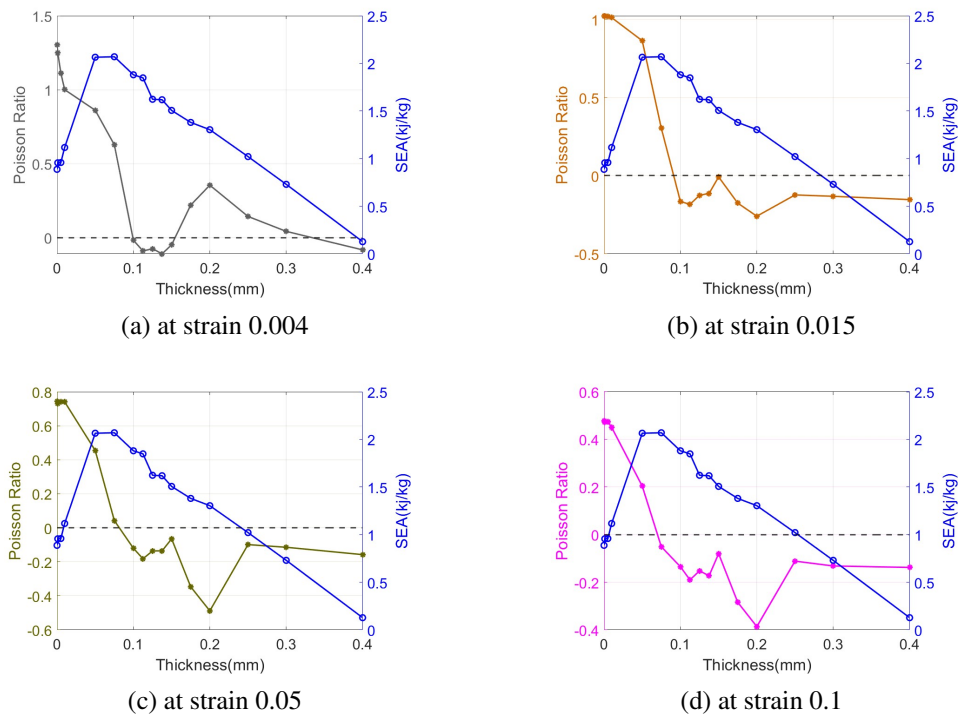 1.5
1
0.5
0
Poisson Ratio
2.5
2
1.5
1
0.5
0
SEA(kj/kg)
0 0.1 0.2 0.3 0.4
Thickness(mm)
(a) at strain 0.004
1
0.5
0
-0.5
Poisson Ratio
2.5
2
1.5
1
0.5
0
SEA(kj/kg)
0 0.1 0.2 0.3 0.4
Thickness(mm)
(b) at strain 0.015
0.8
0.6
0.4
0.2
0
-0.2
-0.4
-0.6
Poisson Ratio
2.5
2
1.5
1
0.5
0
SEA(kj/kg)
0 0.1 0.2 0.3 0.4
Thickness(mm)
(c) at strain 0.05
0.6
0.4
0.2
0
-0.2
-0.4
Poisson Ratio
2.5
2
1.5
1
0.5
0
SEA(kj/kg)
0 0.1 0.2 0.3 0.4
Thickness(mm)
(d) at strain 0.1